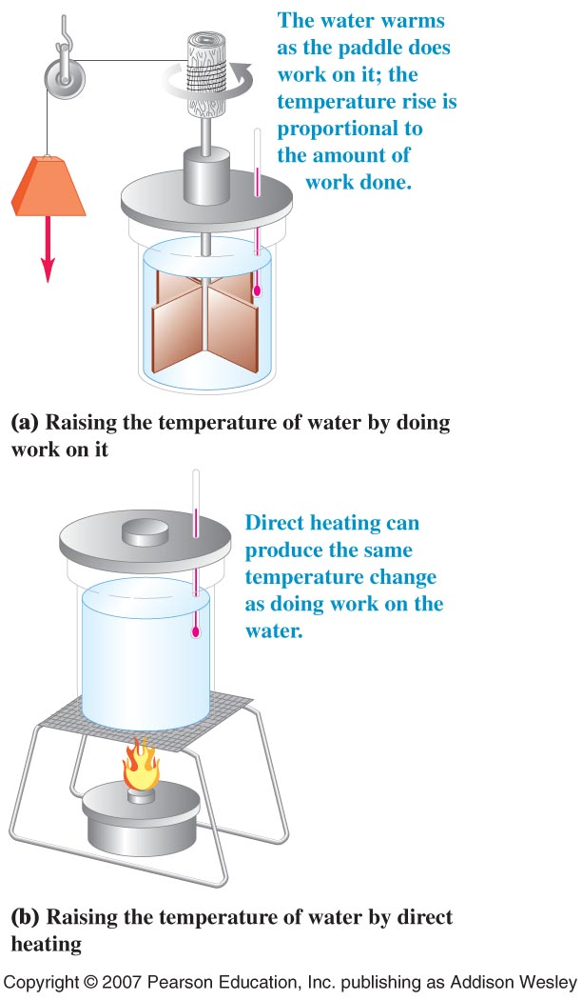 The water warms
as the paddle does
work on it; the
temperature rise is
proportional to
the amount of
work done.
(a) Raising the temperature of water by doing
work on it
Direct heating can
produce the same
temperature change
as doing work on the
water.
(b) Raising the temperature of water by direct
heating
Copyright © 2007 Pearson Education, Inc. publishing as Addison Wesley